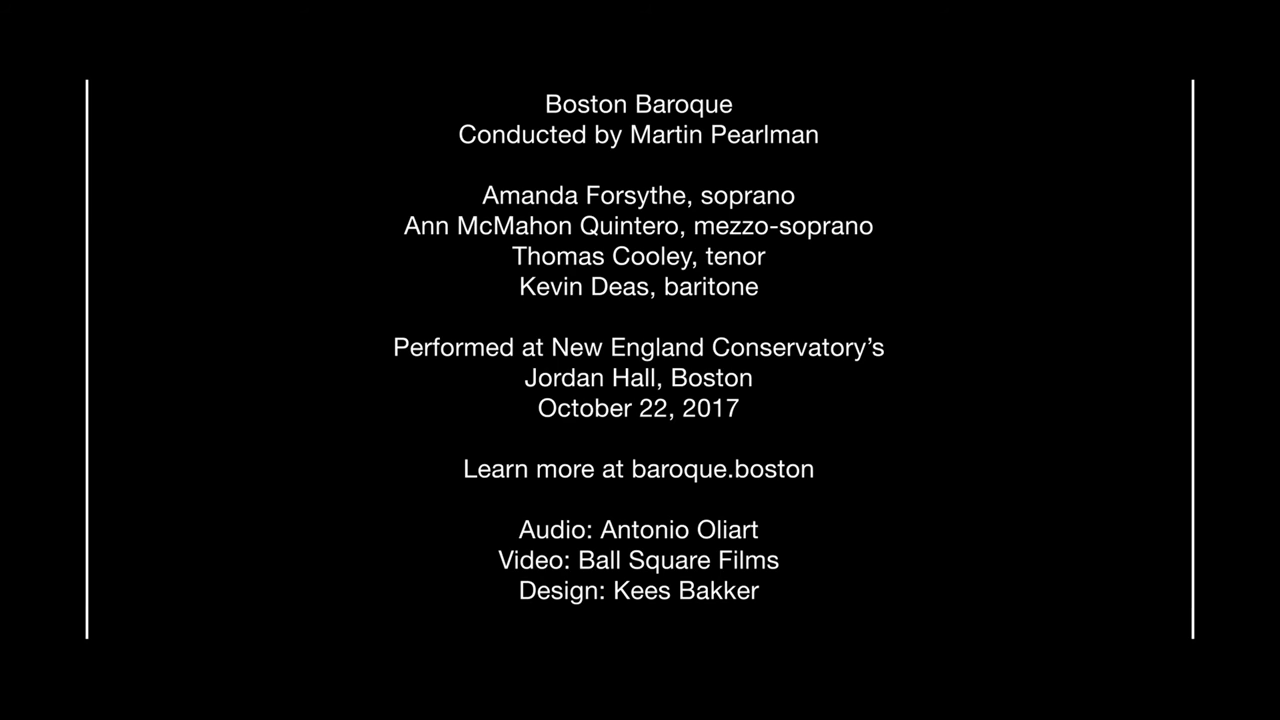 Boston Baroque
Conducted by Martin Pearlman
Amanda Forsythe, soprano
Ann McMahon Quintero, mezzo-soprano
Thomas Cooley, tenor
Kevin Deas, baritone
Performed at New England Conservatory’s
Jordan Hall, Boston
October 22, 2017
Learn more at baroque.boston
Audio: Antonio Oliart
Video: Ball Square Films
Design: Kees Bakker